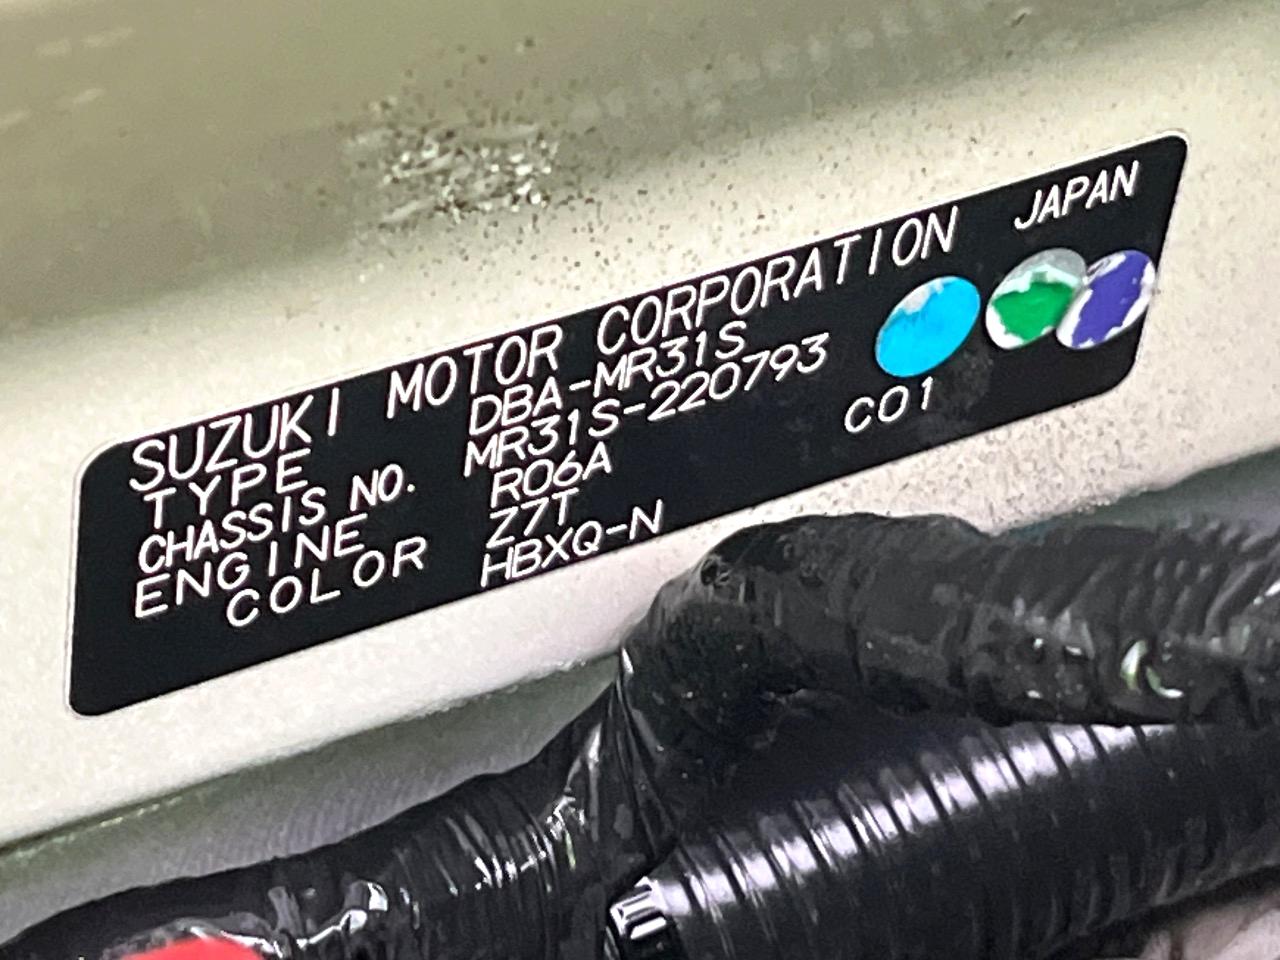 SUZUKI MOTOR CORPORATION JAPAN
TYPE DBA-MR31S
CHASSIS NO. MR31S-220793
ENGINE R06A
COLOR Z7T C01
HBXQ-N